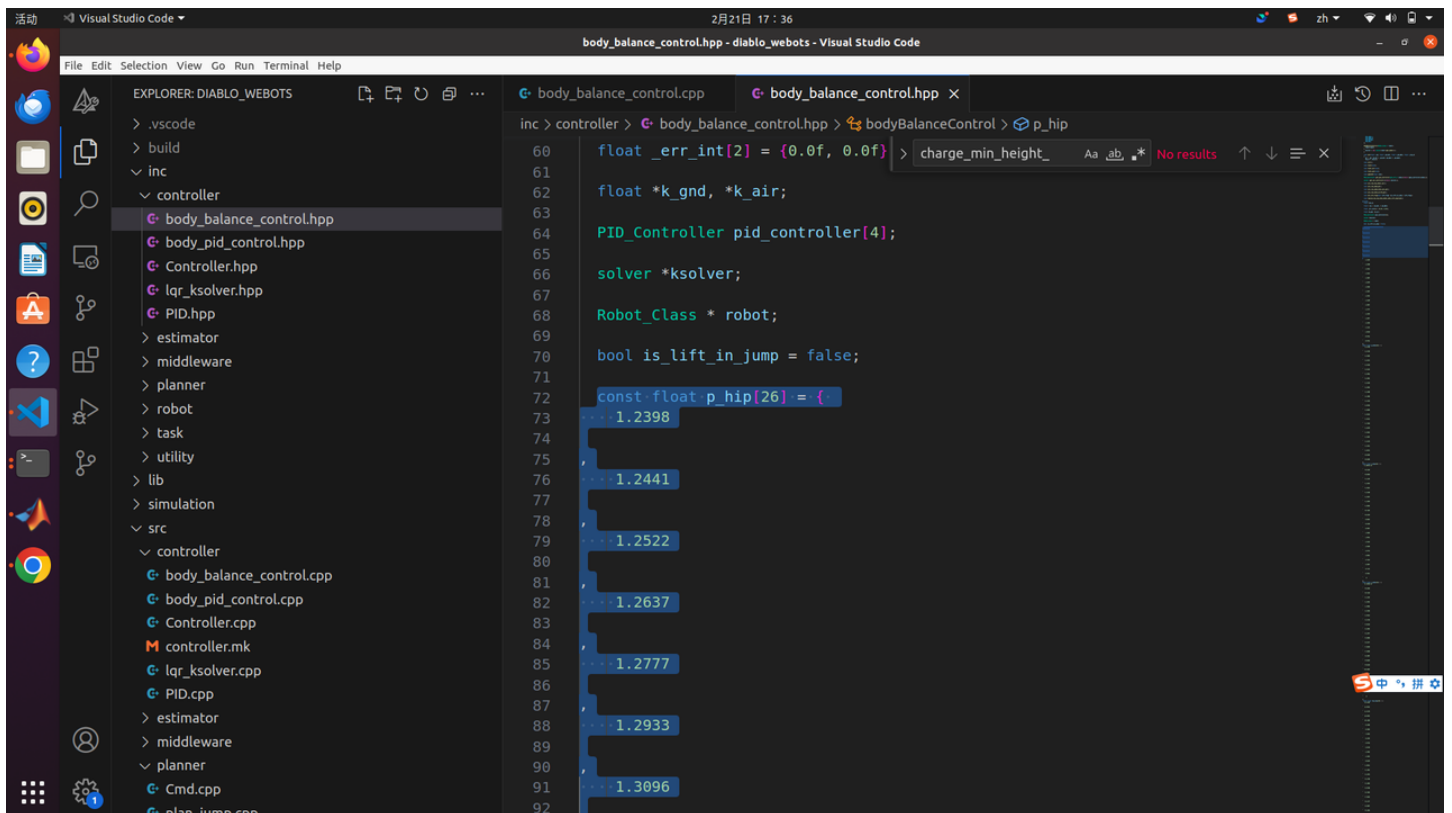 活动 Visual Studio Code 2月21日 17：36 zh
body_balance_control.hpp - diablo_webots - Visual Studio Code
File Edit Selection View Go Run Terminal Help
EXPLORER: DIABLO_WEBOTS
> .vscode
> build
inc
controller
body_balance_control.hpp
body_pid_control.hpp
Controller.hpp
lqr_ksolver.hpp
PID.hpp
> estimator
> middleware
> planner
> robot
> task
> utility
> lib
> simulation
src
controller
body_balance_control.cpp
body_pid_control.cpp
Controller.cpp
M controller.mk
lqr_ksolver.cpp
PID.cpp
> estimator
> middleware
planner
Cmd.cpp
plan_jump.cpp
1
body_balance_control.cpp body_balance_control.hpp
inc > controller > body_balance_control.hpp > bodyBalanceControl > p_hip
charge_min_height_ Aa ab .* No results
60 float _err_int[2] = {0.0f, 0.0f}
61
62 float *k_gnd, *k_air;
63
64 PID_Controller pid_controller[4];
65
66 solver *ksolver;
67
68 Robot_Class * robot;
69
70 bool is_lift_in_jump = false;
71
72 const float p_hip[26] = {
73 1.2398
74
75 ,
76 1.2441
77
78 ,
79 1.2522
80
81 ,
82 1.2637
83
84 ,
85 1.2777
86
87 ,
88 1.2933
89
90 ,
91 1.3096
92
中 °, 拼